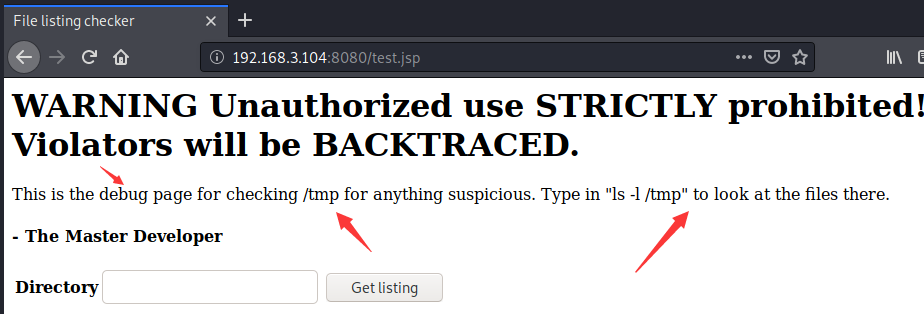 File listing checker
192.168.3.104:8080/test.jsp
WARNING Unauthorized use STRICTLY prohibited!
Violators will be BACKTRACED.
This is the debug page for checking /tmp for anything suspicious. Type in "ls -l /tmp" to look at the files there.
- The Master Developer
Directory
Get listing